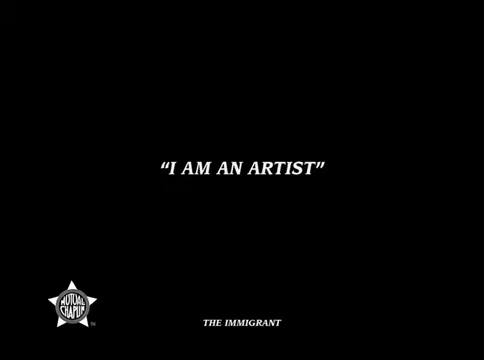 “I AM AN ARTIST”
MUTUAL
CHAPLIN
THE IMMIGRANT